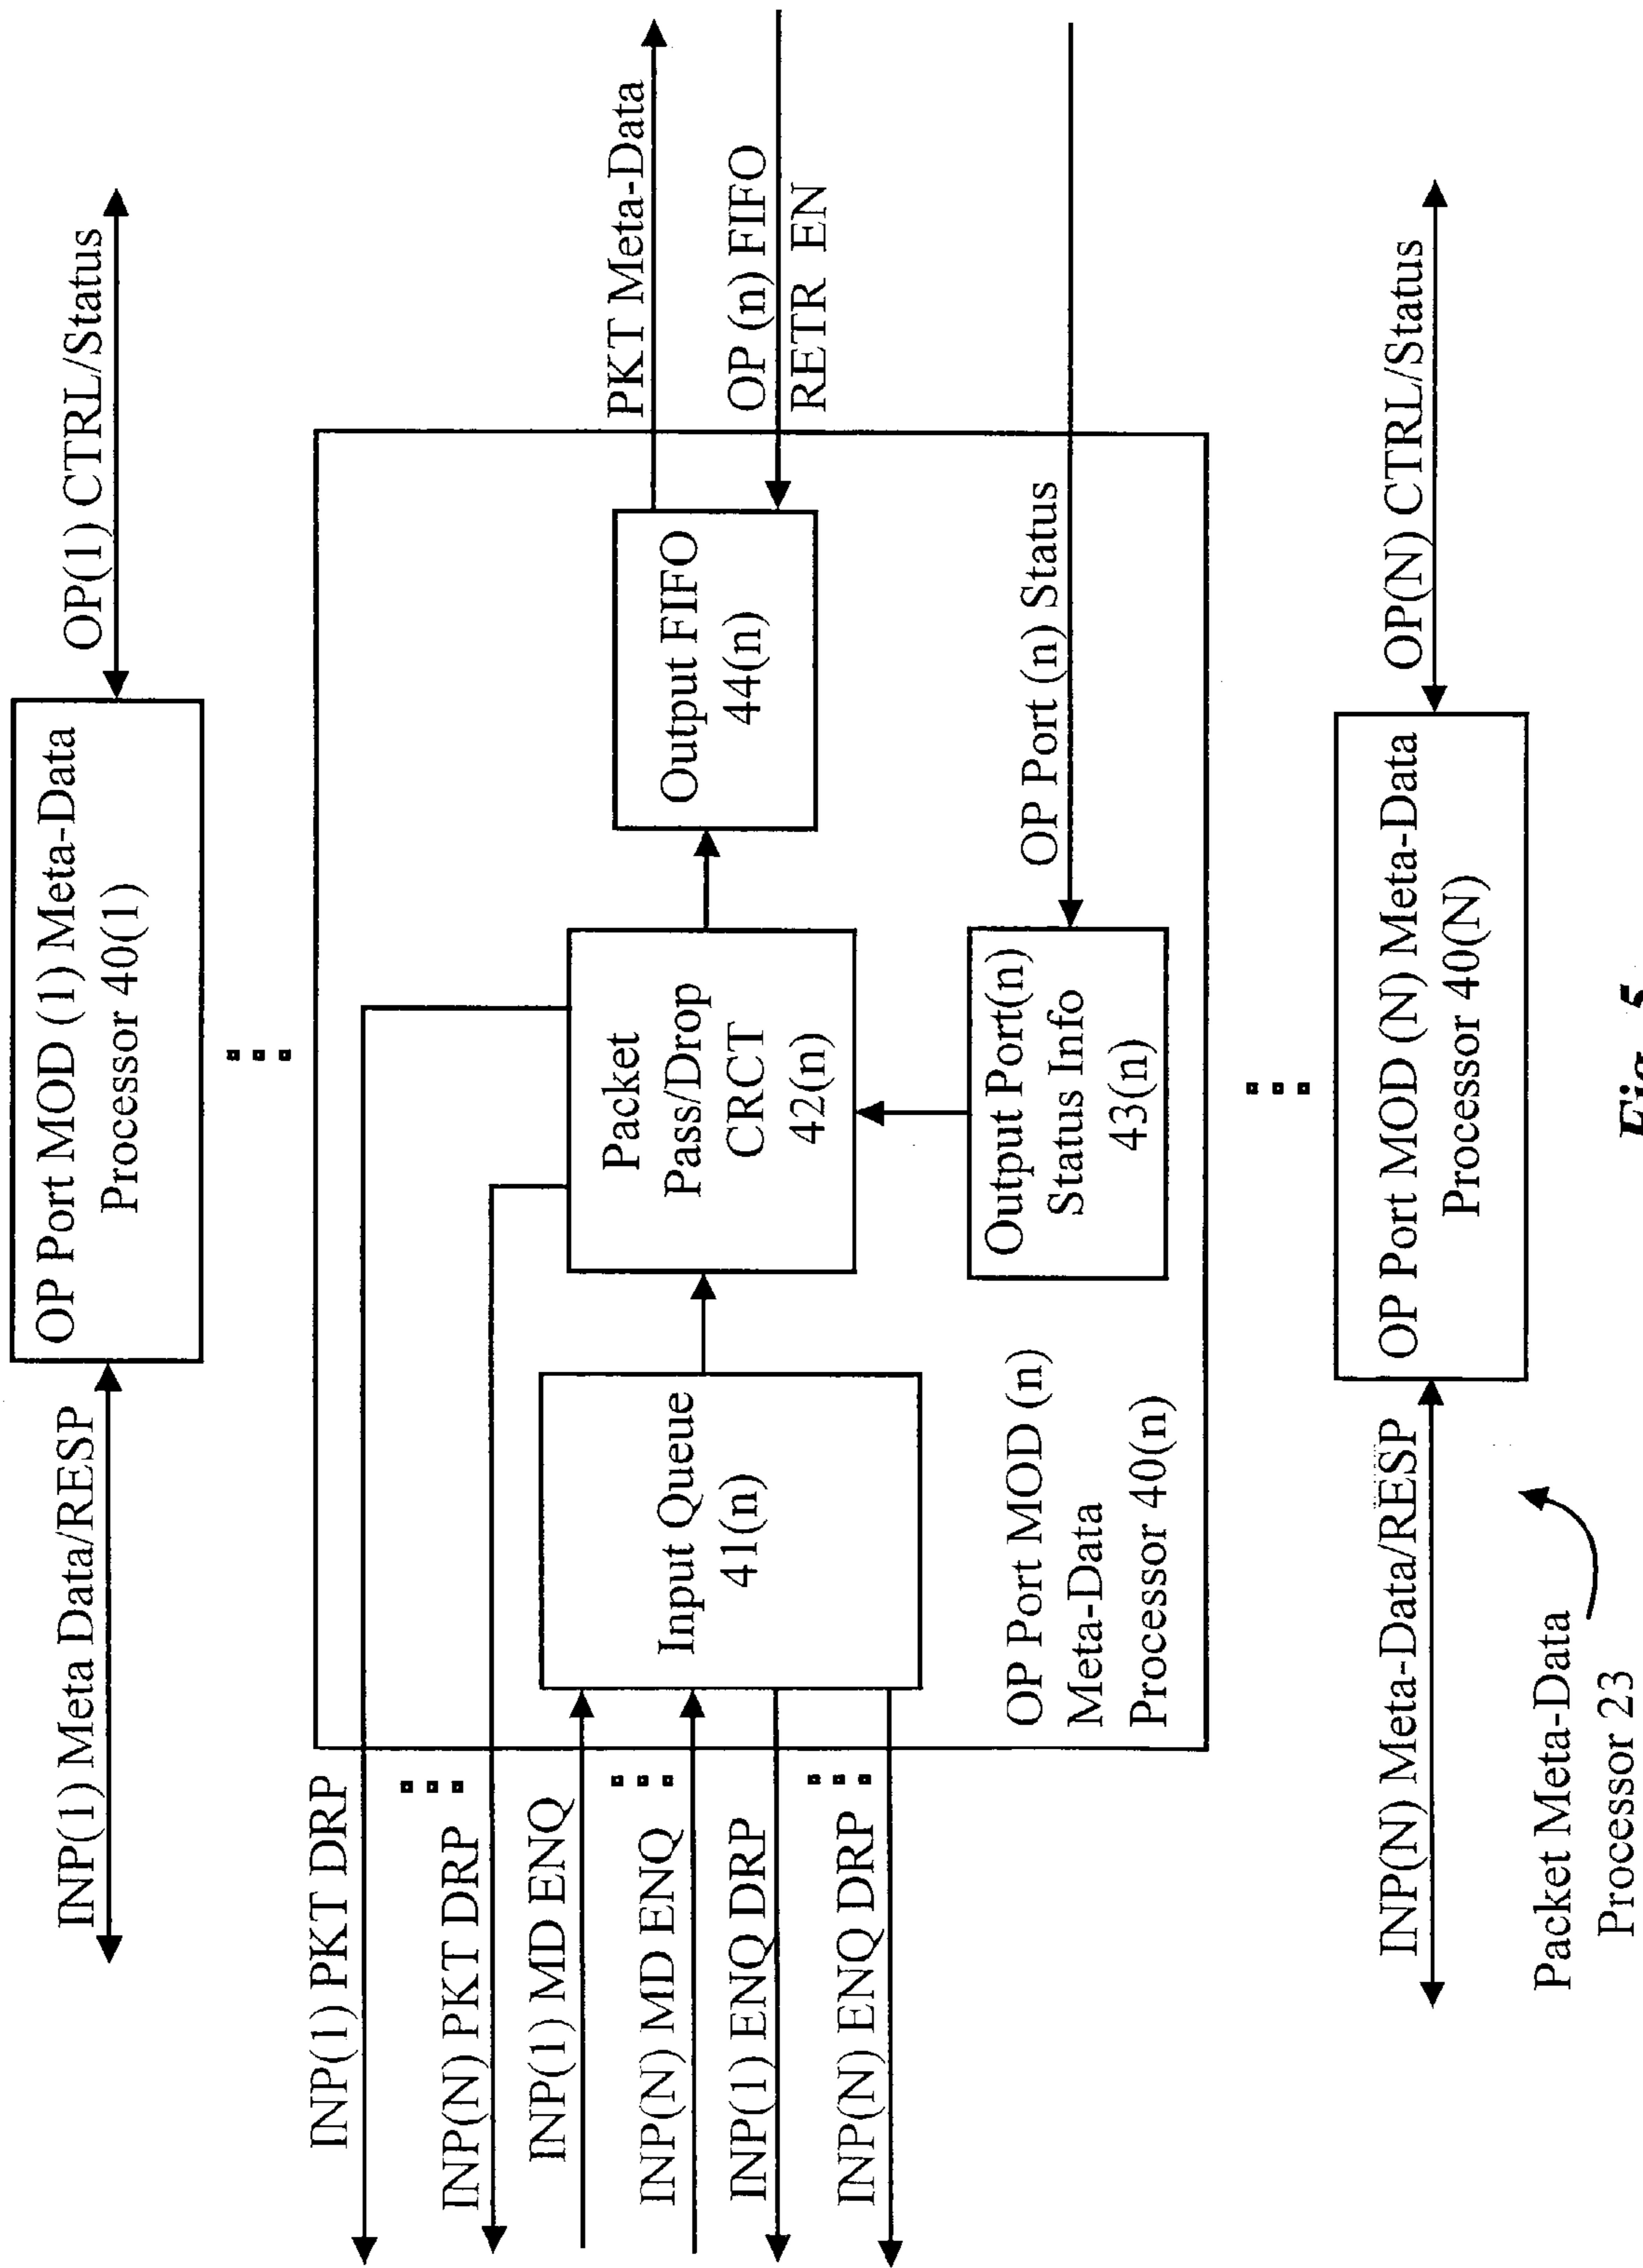 OP Port MOD (1) Meta-Data
Processor 40(1)
INP(1) Meta Data/RESP
OP(1) CTRL/Status
INP(1) PKT DRP
INP(N) PKT DRP
INP(1) MD ENQ
INP(N) MD ENQ
INP(1) ENQ DRP
INP(N) ENQ DRP
Input Queue
41(n)
Packet
Pass/Drop
CRCT
42(n)
Output FIFO
44(n)
PKT Meta-Data
OP (n) FIFO
RETR EN
Output Port(n)
Status Info
43(n)
OP Port (n) Status
OP Port MOD (n)
Meta-Data
Processor 40(n)
OP Port MOD (N) Meta-Data
Processor 40(N)
INP(N) Meta-Data/RESP
OP(N) CTRL/Status
Packet Meta-Data
Processor 23
Fig. 5